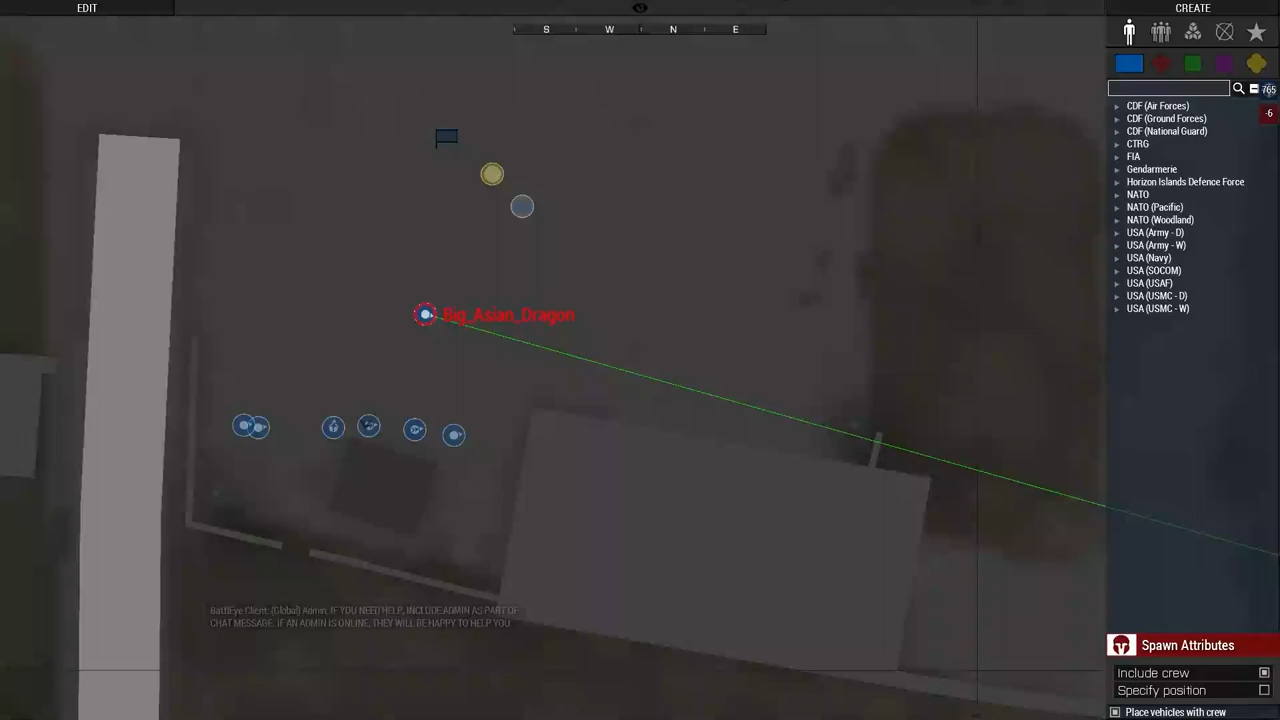 EDIT
CREATE
S W N E
765
-6
CDF (Air Forces)
CDF (Ground Forces)
CDF (National Guard)
CTRG
FIA
Gendarmerie
Horizon Islands Defence Force
NATO
NATO (Pacific)
NATO (Woodland)
USA (Army - D)
USA (Army - W)
USA (Navy)
USA (SOCOM)
USA (USAF)
USA (USMC - D)
USA (USMC - W)
Big_Asian_Dragon
BattlEye Client: (Global) Admin: IF YOU NEED HELP, INCLUDE ADMIN AS PART OF
CHAT MESSAGE. IF AN ADMIN IS ONLINE, THEY WILL BE HAPPY TO HELP YOU
Spawn Attributes
Include crew
Specify position
Place vehicles with crew